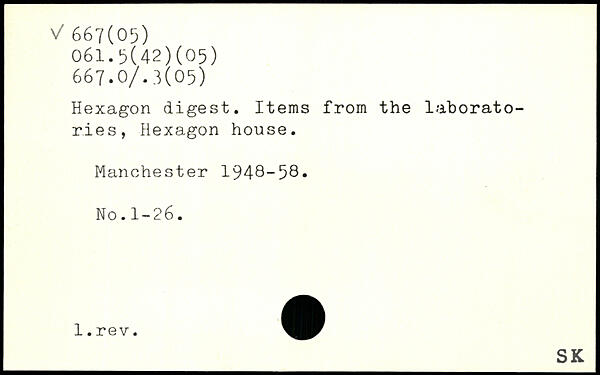 ✓ 667(05)
061.5(42)(05)
667.0/.3(05)
Hexagon digest. Items from the laborato-
ries, Hexagon house.
Manchester 1948-58.
No.1-26.
1.rev.
SK